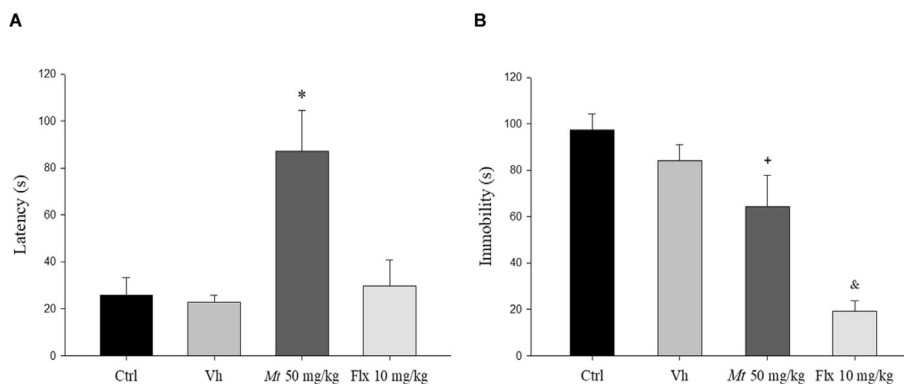 A
Latency (s)
120
100
80
60
40
20
0
*
Ctrl
Vh
Mt 50 mg/kg
Flx 10 mg/kg
B
Immobility (s)
120
100
80
60
40
20
0
+
&
Ctrl
Vh
Mt 50 mg/kg
Flx 10 mg/kg